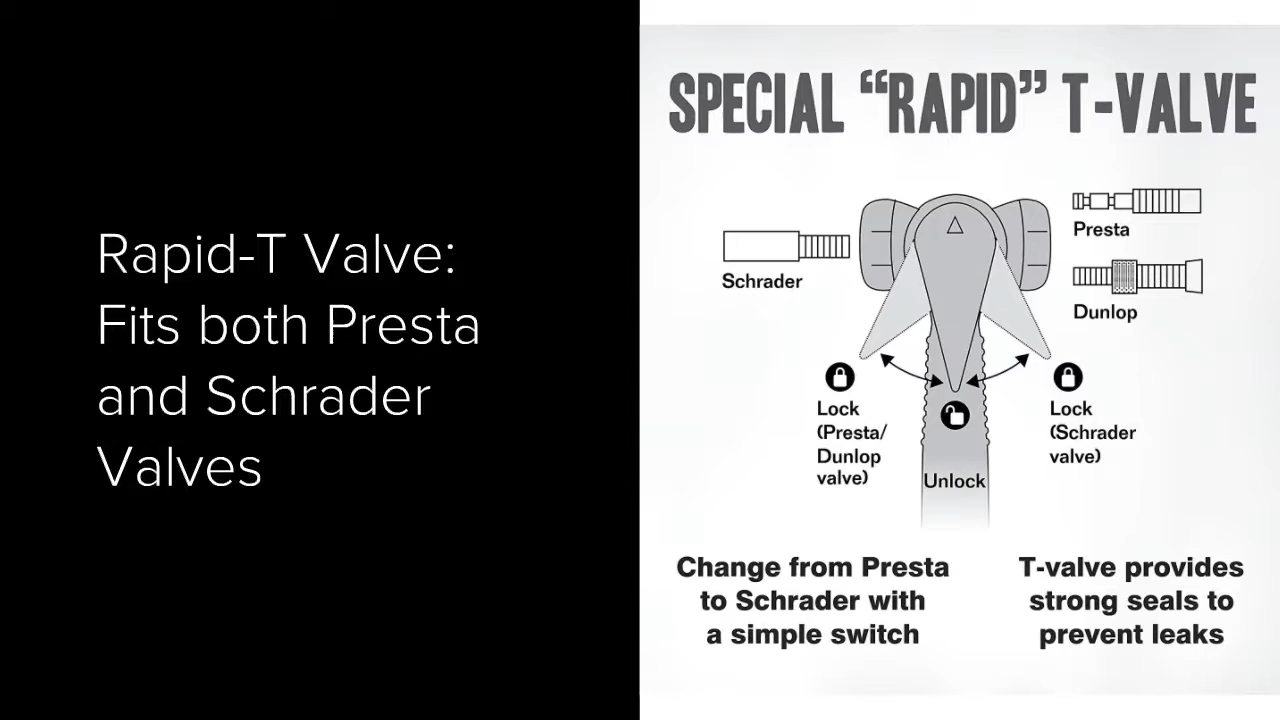 Rapid-T Valve:
Fits both Presta
and Schrader
Valves
SPECIAL “RAPID” T-VALVE
Schrader
Presta
Dunlop
Lock
(Presta/
Dunlop
valve)
Unlock
Lock
(Schrader
valve)
Change from Presta
to Schrader with
a simple switch
T-valve provides
strong seals to
prevent leaks